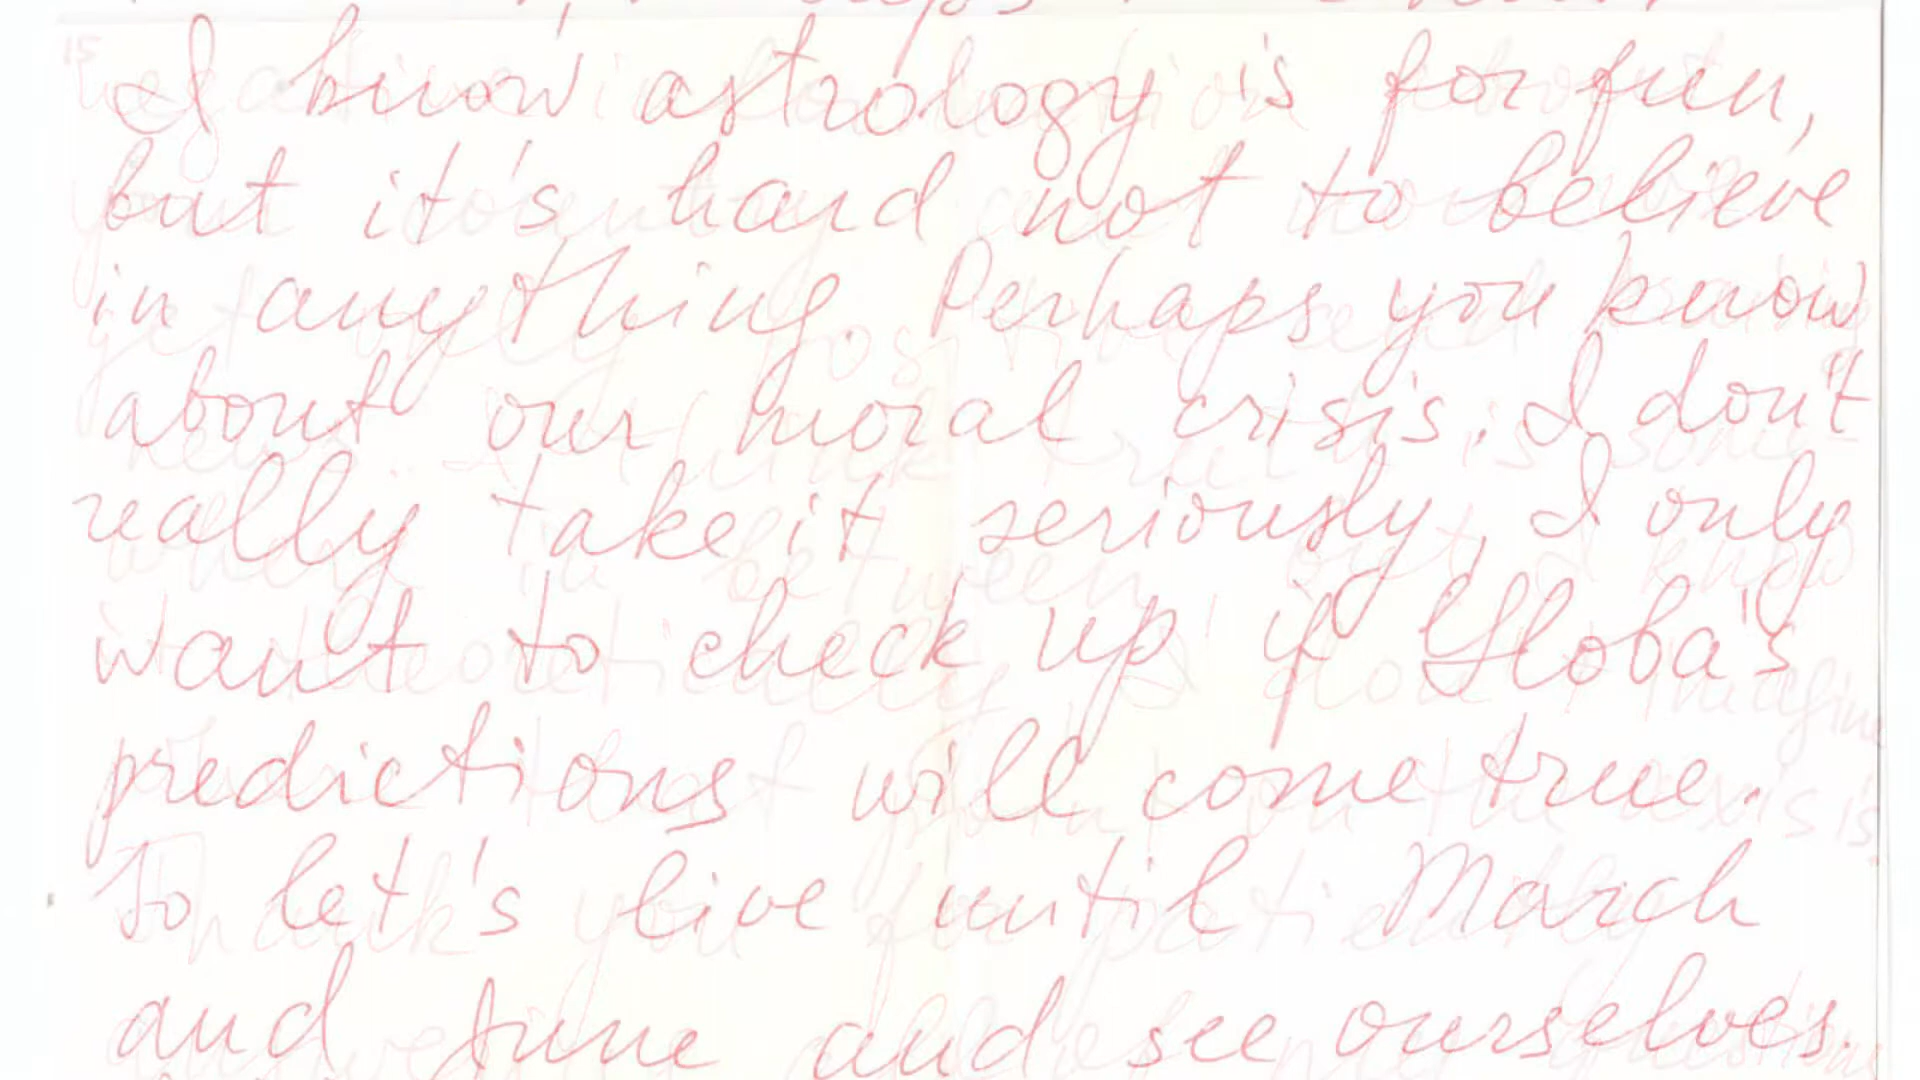 I know astrology is for fun,
but it's hard not to believe
in anything. Perhaps you know
about our moral crisis. I don't
really take it seriously, I only
want to check up if Globa's
predictions will come true.
So let's live until March
and June and see ourselves.